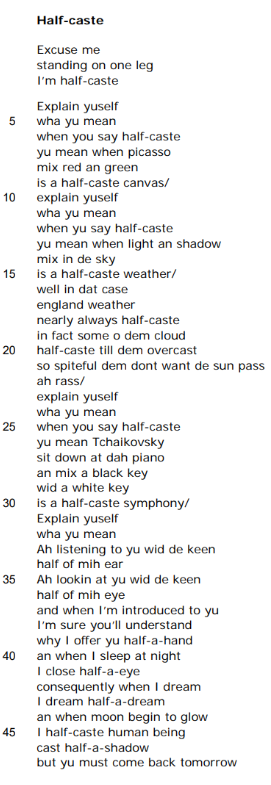 Half-caste
Excuse me
standing on one leg
I'm half-caste
Explain yuself
5 wha yu mean
when you say half-caste
yu mean when picasso
mix red an green
is a half-caste canvas/
10 explain yuself
wha yu mean
when yu say half-caste
yu mean when light an shadow
mix in de sky
15 is a half-caste weather/
well in dat case
england weather
nearly always half-caste
in fact some o dem cloud
20 half-caste till dem overcast
so spiteful dem dont want de sun pass
ah rass/
explain yuself
wha yu mean
25 when you say half-caste
yu mean Tchaikovsky
sit down at dah piano
an mix a black key
wid a white key
30 is a half-caste symphony/
Explain yuself
wha yu mean
Ah listening to yu wid de keen
half of mih ear
35 Ah lookin at yu wid de keen
half of mih eye
and when I'm introduced to yu
I'm sure you'll understand
why I offer yu half-a-hand
40 an when I sleep at night
I close half-a-eye
consequently when I dream
I dream half-a-dream
an when moon begin to glow
45 I half-caste human being
cast half-a-shadow
but yu must come back tomorrow